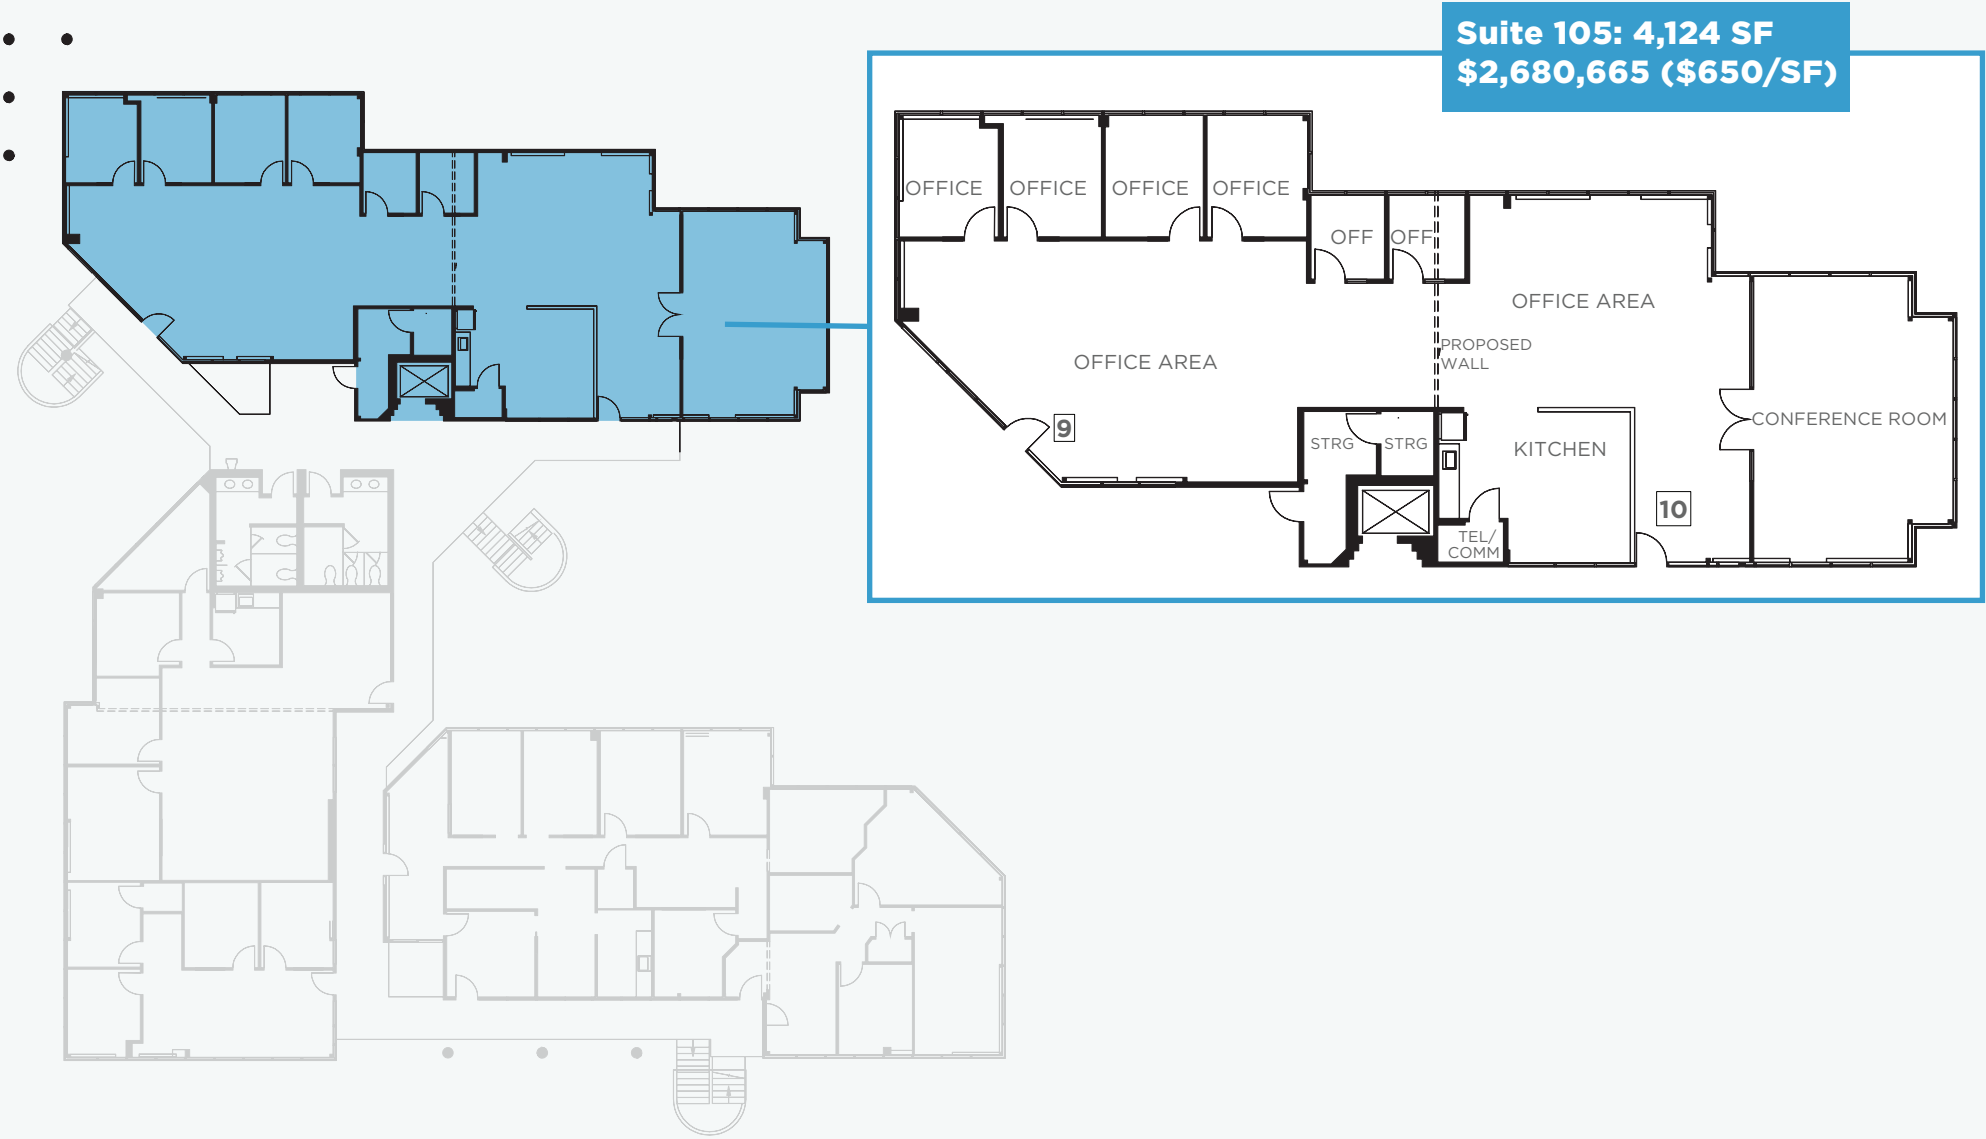 Suite 105: 4,124 SF
$2,680,665 ($650/SF)
OFFICE
OFFICE
OFFICE
OFFICE
OFF
OFF
OFFICE AREA
PROPOSED
WALL
OFFICE AREA
CONFERENCE ROOM
9
STRG
STRG
KITCHEN
10
TEL/
COMM